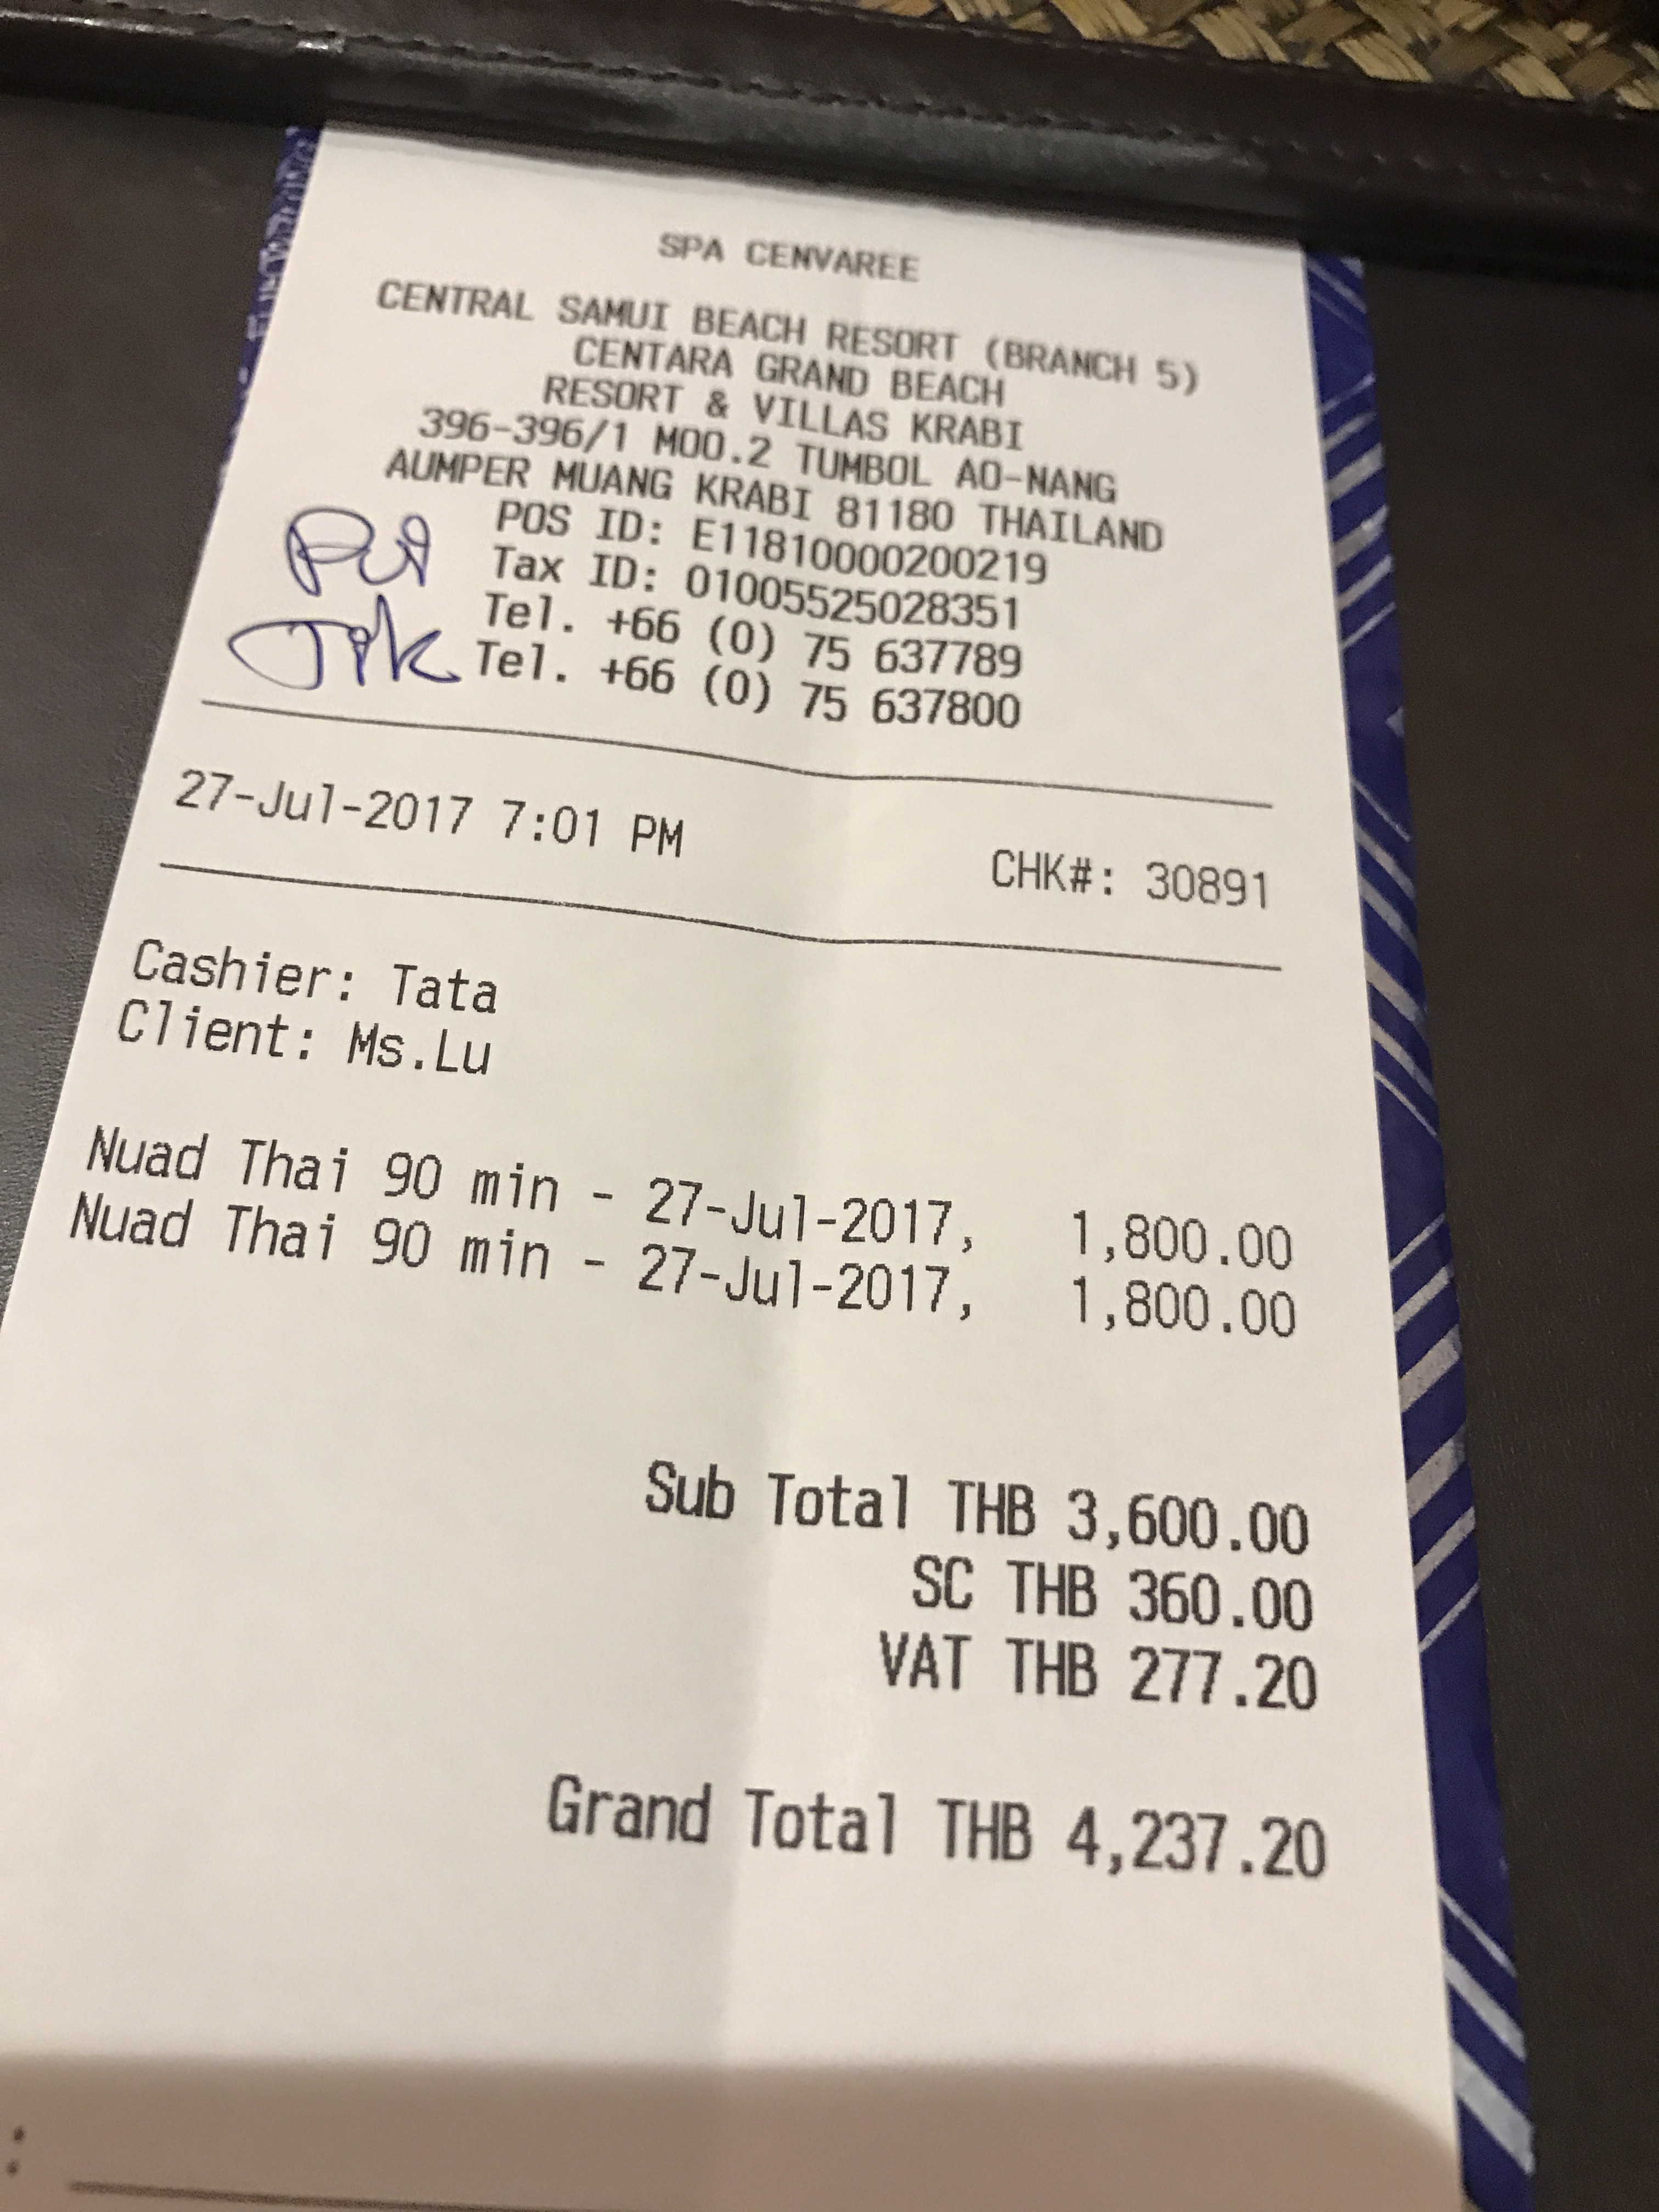 SPA CENVAREE
CENTRAL SAMUI BEACH RESORT (BRANCH 5)
CENTARA GRAND BEACH
RESORT & VILLAS KRABI
396-396/1 MOO.2 TUMBOL AO-NANG
AUMPER MUANG KRABI 81180 THAILAND
POS ID: E11810000200219
Tax ID: 01005525028351
Tel. +66 (0) 75 637789
Jik Tel. +66 (0) 75 637800
27-Jul-2017 7:01 PM CHK#: 30891
Cashier: Tata
Client: Ms.Lu
Nuad Thai 90 min - 27-Jul-2017, 1,800.00
Nuad Thai 90 min - 27-Jul-2017, 1,800.00
Sub Total THB 3,600.00
SC THB 360.00
VAT THB 277.20
Grand Total THB 4,237.20